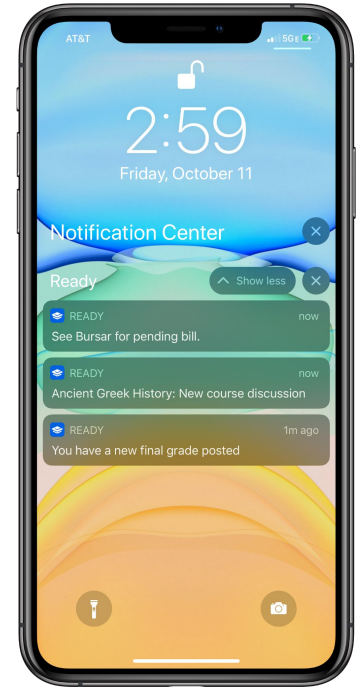 AT&T 5GE
2:59
Friday, October 11
Notification Center
Ready Show less
READY now
See Bursar for pending bill.
READY now
Ancient Greek History: New course discussion
READY 1m ago
You have a new final grade posted